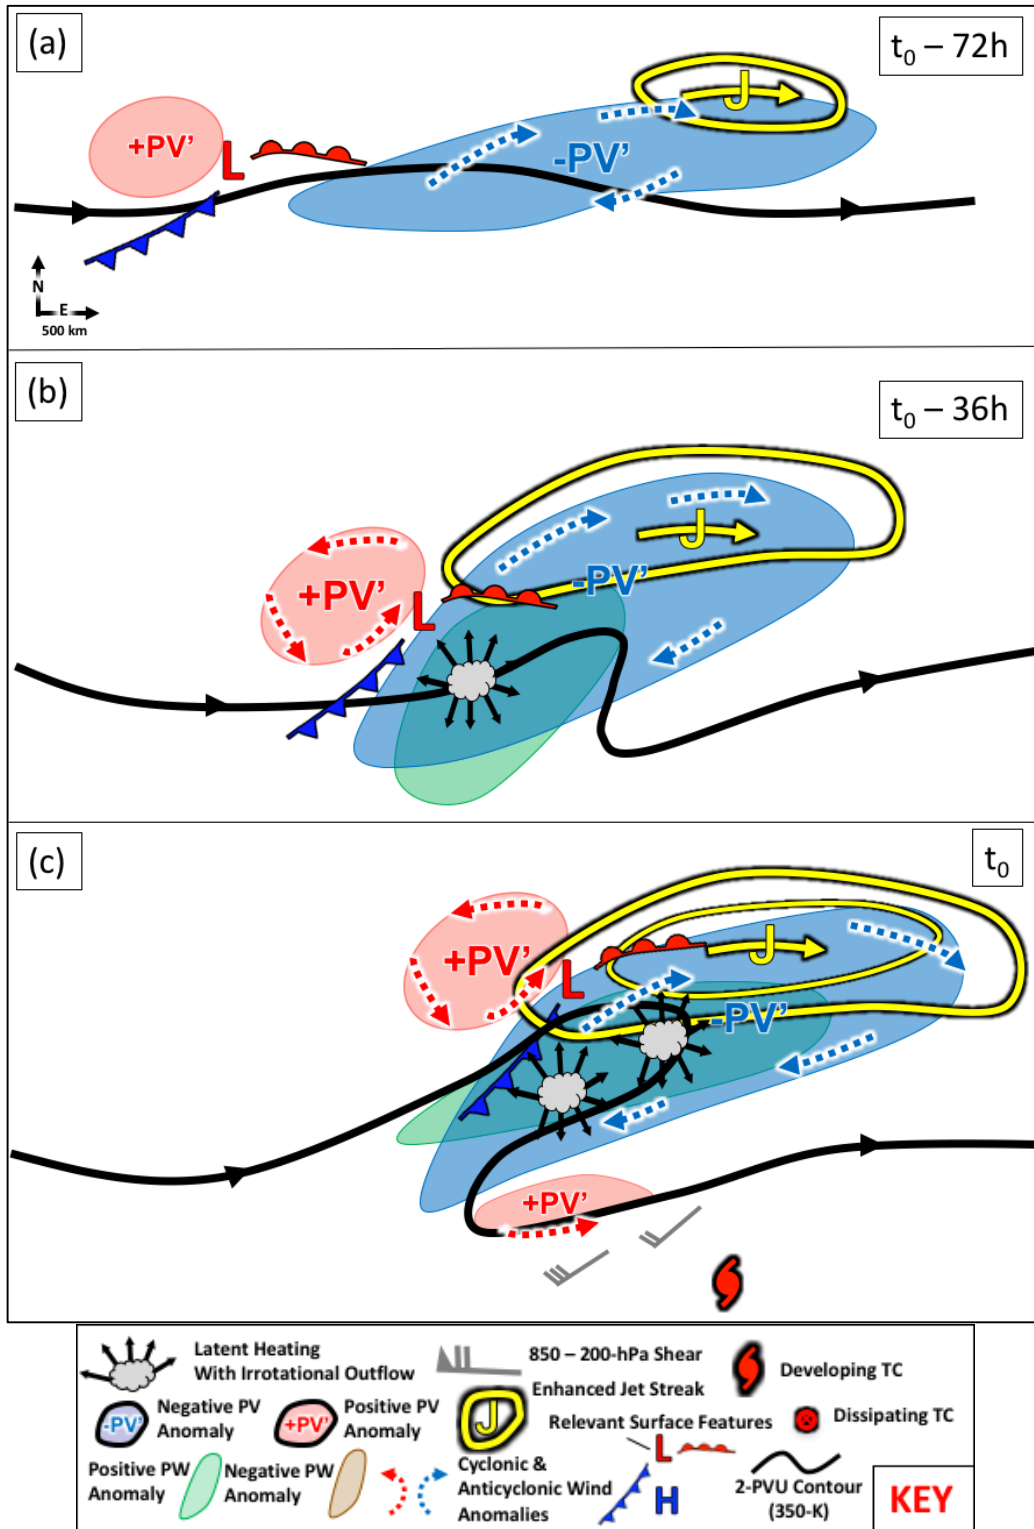 (a)
t0 – 72h
J
+PV'
L
-PV'
N
E
500 km
(b)
t0 – 36h
J
+PV'
-PV'
L
(c)
t0
J
+PV'
L
-PV'
+PV'
Latent Heating
With Irrotational Outflow
850 – 200-hPa Shear
Developing TC
Enhanced Jet Streak
-PV'
Negative PV
Anomaly
+PV'
Positive PV
Anomaly
J
Relevant Surface Features
Dissipating TC
L
Positive PW
Anomaly
Negative PW
Anomaly
Cyclonic &
Anticyclonic Wind
Anomalies
H
2-PVU Contour
(350-K)
KEY